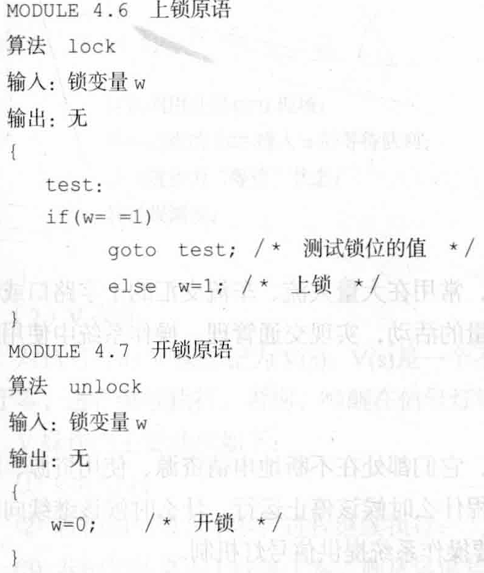 MODULE 4.6 上锁原语
算法 lock
输入：锁变量 w
输出：无
{
test:
if(w= =1)
goto test; /* 测试锁位的值 */
else w=1; /* 上锁 */
}
MODULE 4.7 开锁原语
算法 unlock
输入：锁变量 w
输出：无
{
w=0; /* 开锁 */
}